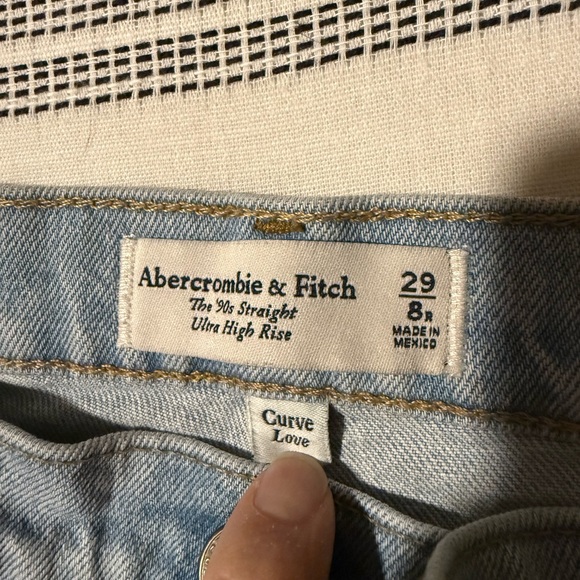 Abercrombie & Fitch
The '90s Straight
Ultra High Rise
29
8R
MADE IN
MEXICO
Curve
Love